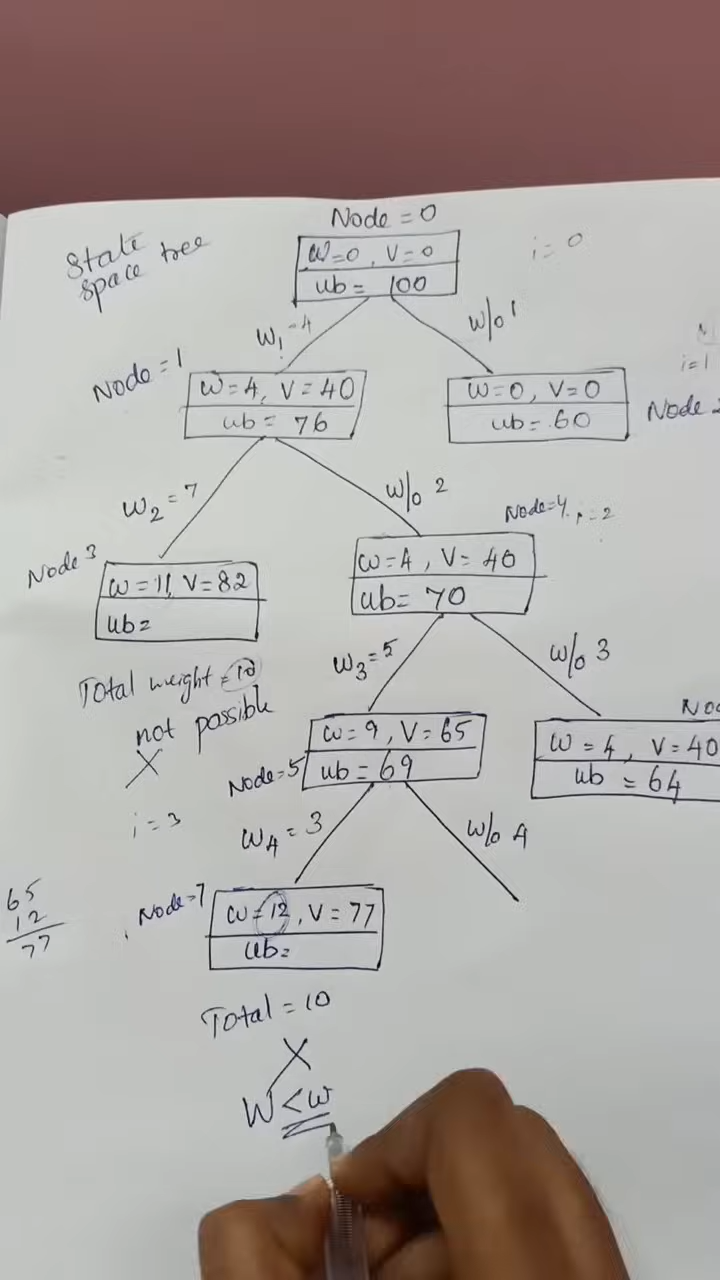 Node = 0
State
space tree
W=0, V=0
i=0
ub= 100
W1=4
w/o 1
Node = 1
i=1
W=4, V=40
W=0, V=0
ub= 76
ub= 60
Node
W2=7
w/o 2
Node=4
i=2
Node 3
W=4, V=40
W=11, V=82
ub= 70
ub=
W3=5
w/o 3
Total weight=10
not possible
X
W=9, V=65
W=4, V=40
Node=5
ub=69
ub = 64
i=3
W4=3
w/o 4
65
12
77
Node=7
W=12, V=77
ub=
Total=10
X
W<w